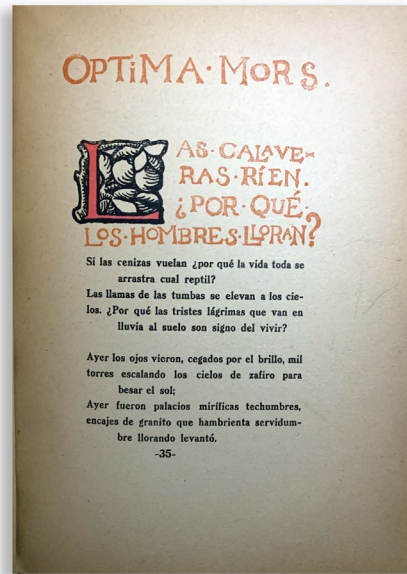 OPTIMA·MORS.
LAS·CALAVE-
RAS·RÍEN.
¿POR·QUÉ·
LOS·HOMBRES·LLORAN?
Si las cenizas vuelan ¿por qué la vida toda se
arrastra cual reptil?
Las llamas de las tumbas se elevan a los cie-
los. ¿Por qué las tristes lágrimas que van en
lluvia al suelo son signo del vivir?
Ayer los ojos vieron, cegados por el brillo, mil
torres escalando los cielos de zafiro para
besar el sol;
Ayer fueron palacios miríficas techumbres,
encajes de granito que hambrienta servidum-
bre llorando levantó.
-35-